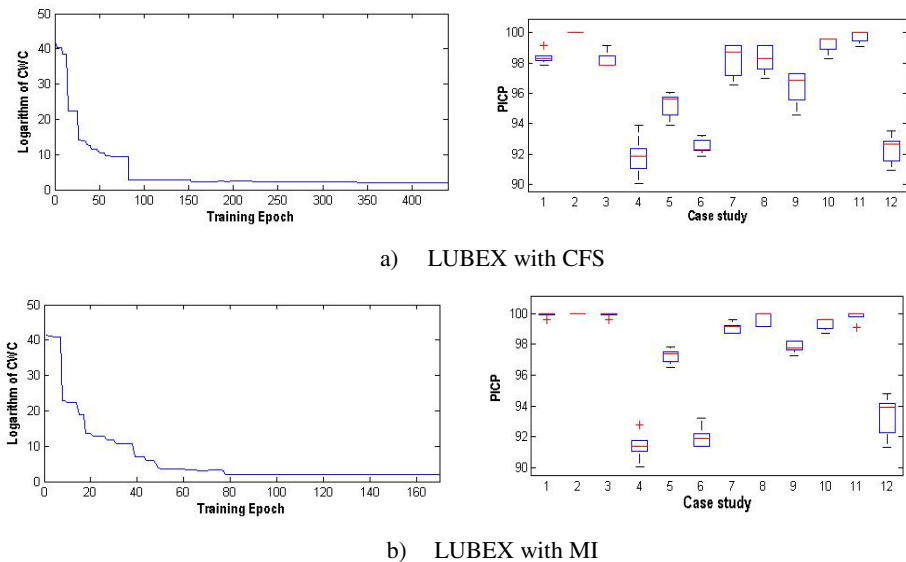 50
40
30
20
10
0
0 50 100 150 200 250 300 350 400
Logarithm of CWC
Training Epoch
100
98
96
94
92
90
1 2 3 4 5 6 7 8 9 10 11 12
PICP
Case study
a) LUBEX with CFS
50
40
30
20
10
0
0 20 40 60 80 100 120 140 160
Logarithm of CWC
Training Epoch
100
98
96
94
92
90
1 2 3 4 5 6 7 8 9 10 11 12
PICP
Case study
b) LUBEX with MI